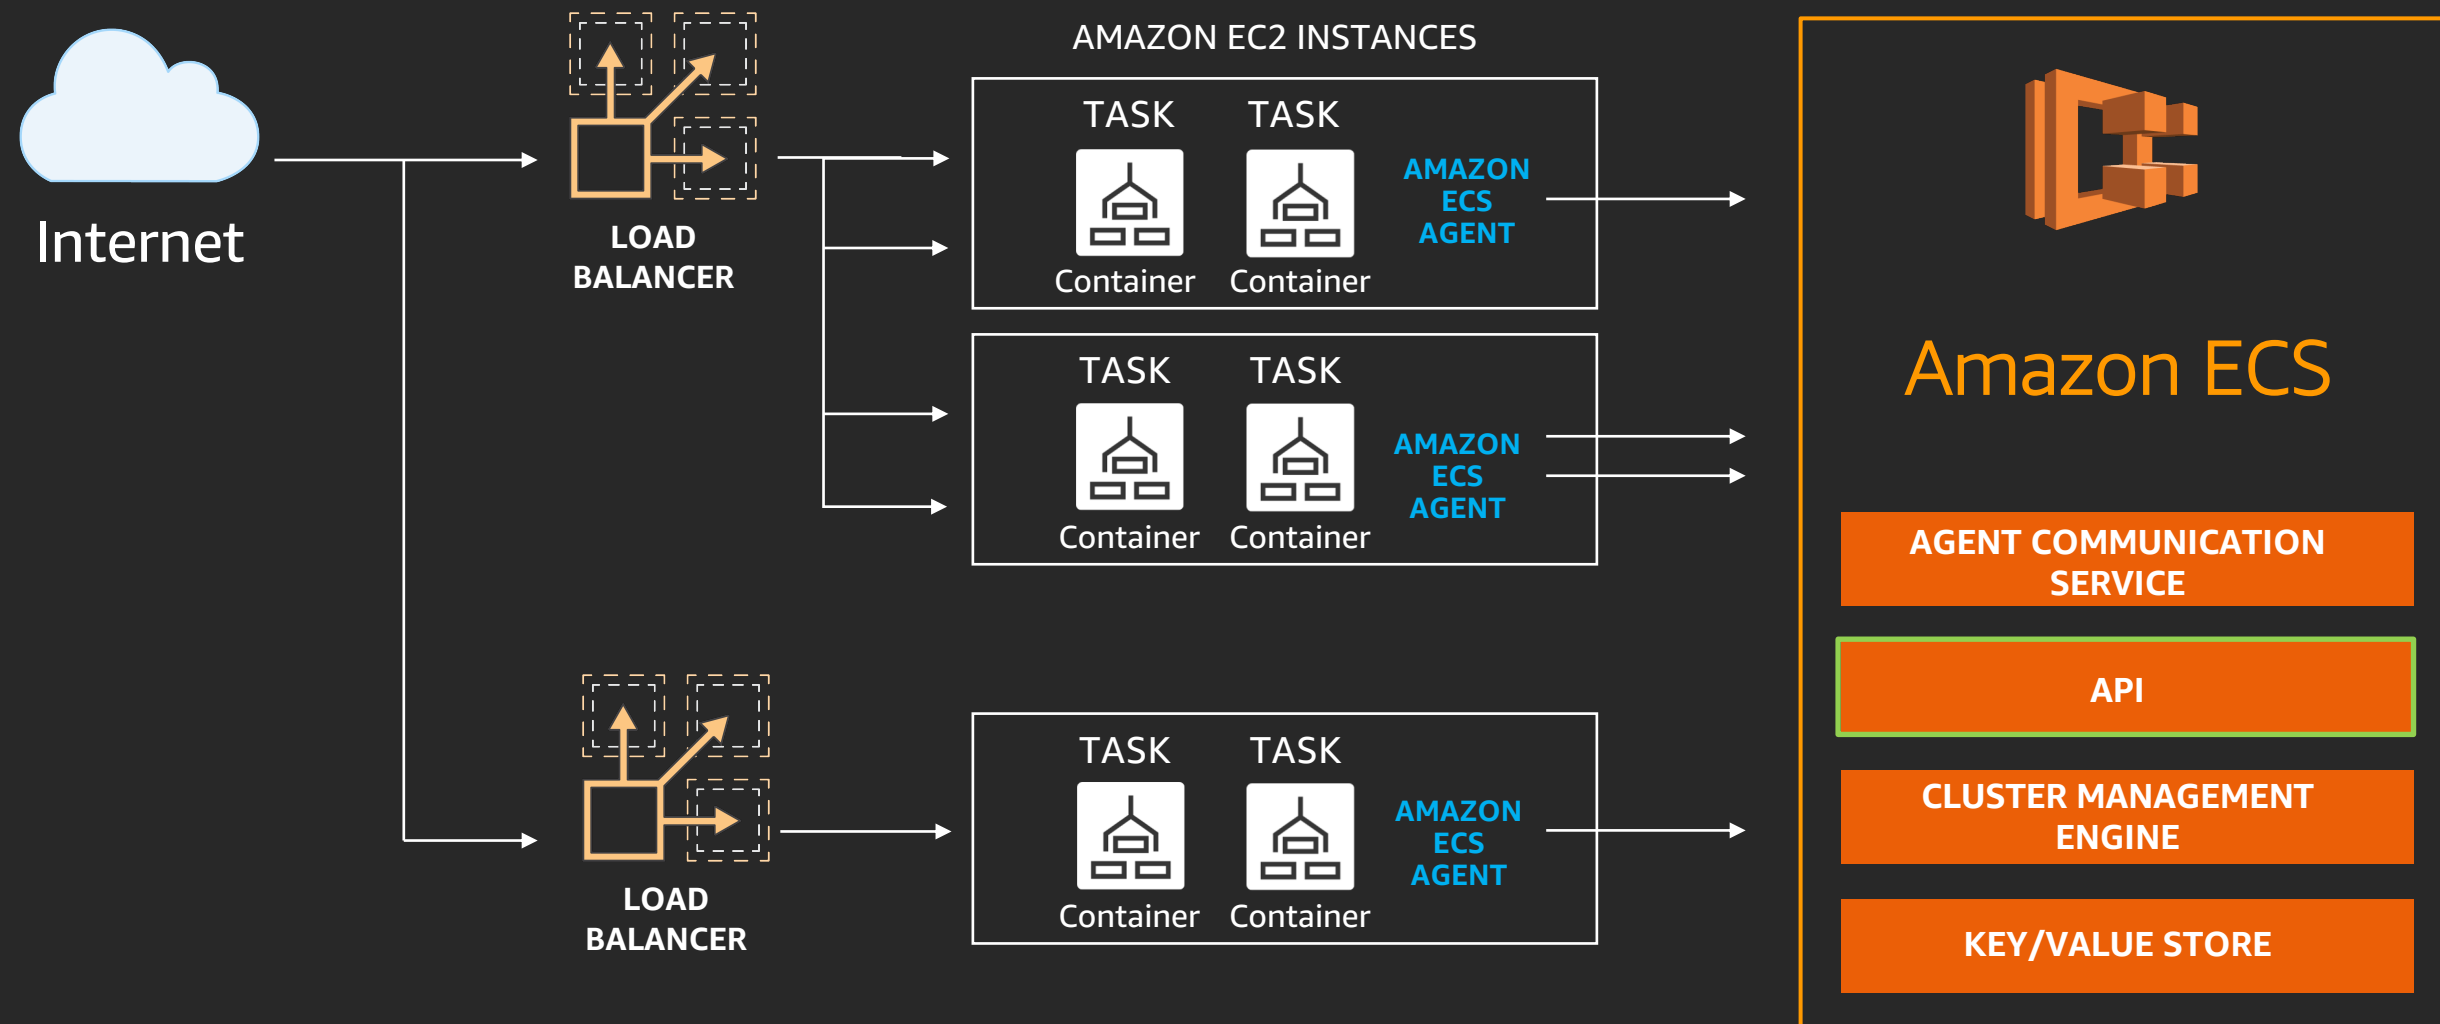 Internet
LOAD
BALANCER
AMAZON EC2 INSTANCES
TASK
TASK
Container
Container
AMAZON
ECS
AGENT
TASK
TASK
Container
Container
AMAZON
ECS
AGENT
LOAD
BALANCER
TASK
TASK
Container
Container
AMAZON
ECS
AGENT
Amazon ECS
AGENT COMMUNICATION
SERVICE
API
CLUSTER MANAGEMENT
ENGINE
KEY/VALUE STORE